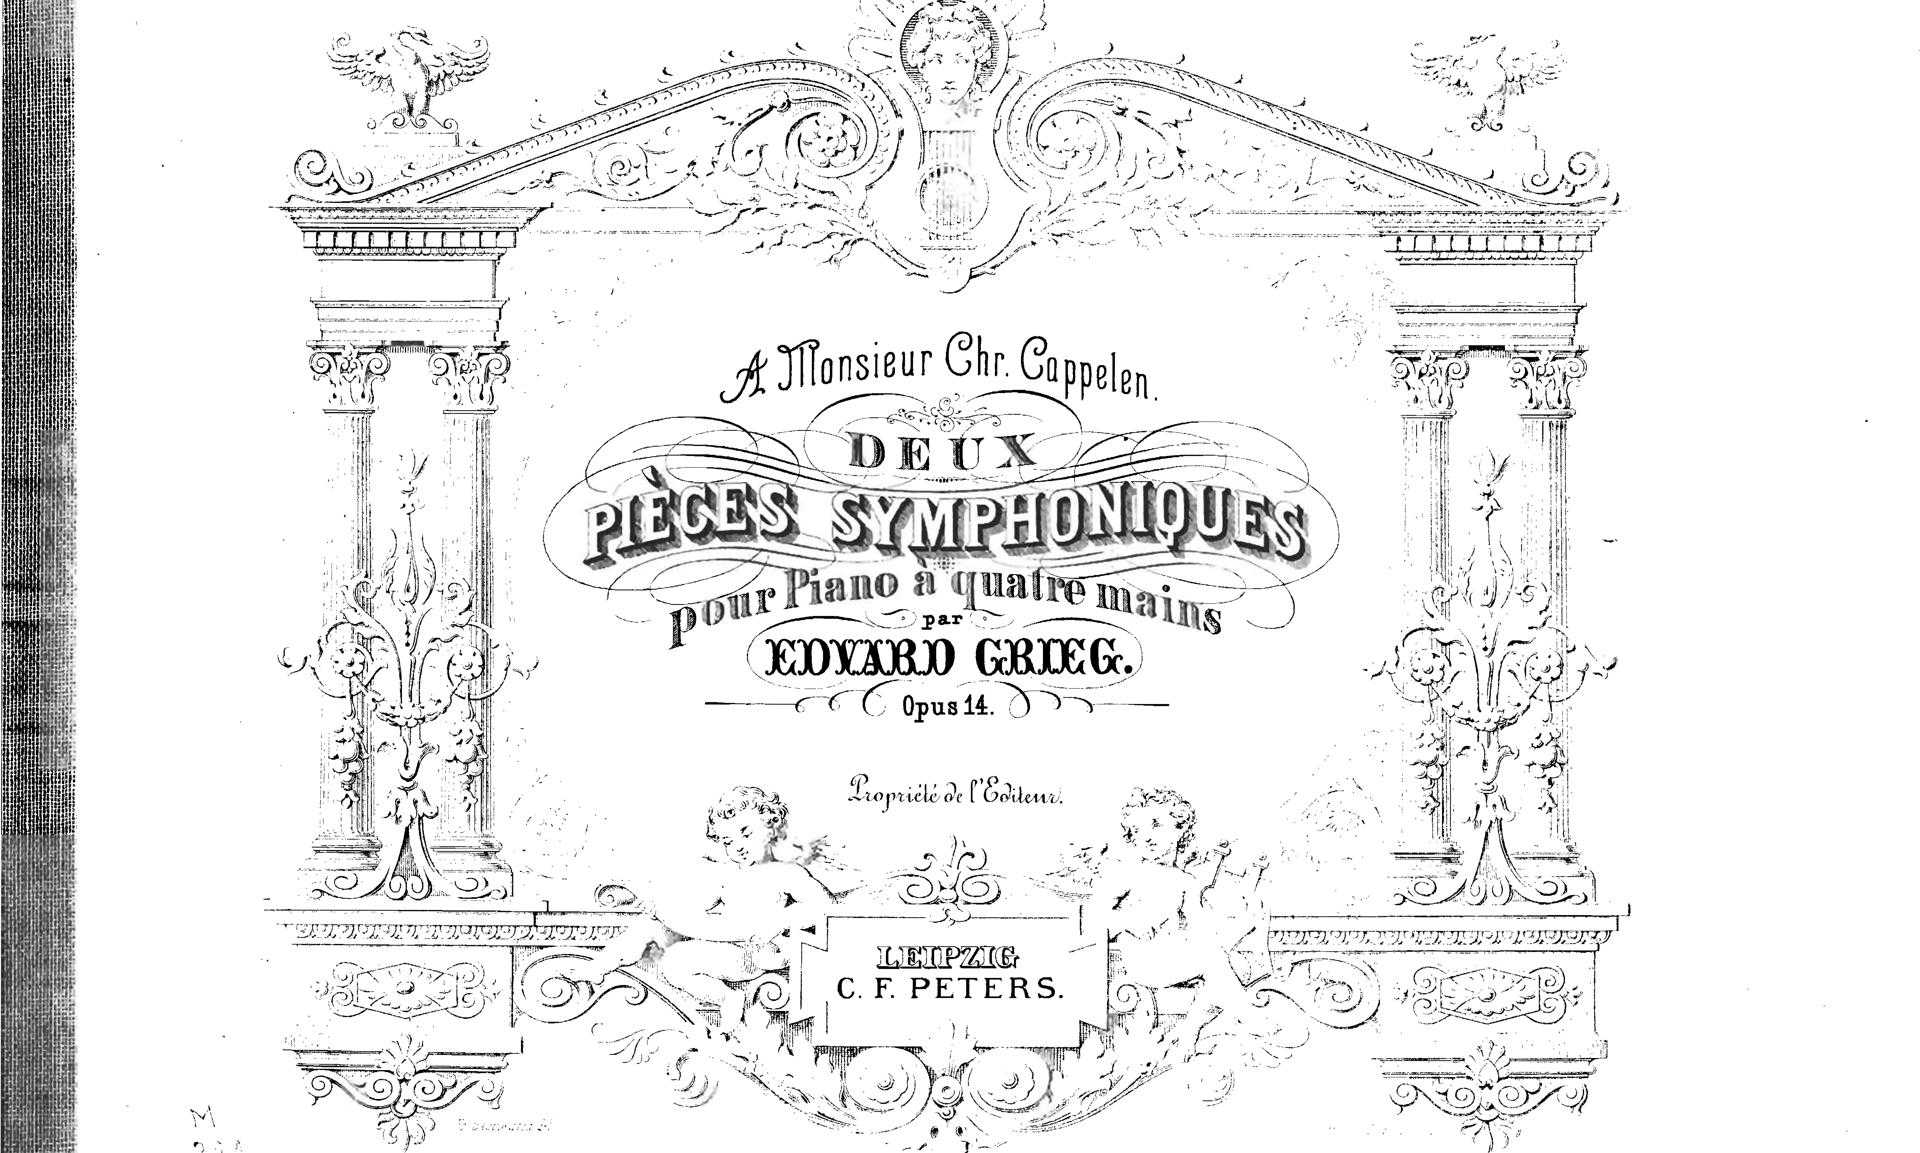 A Monsieur Chr. Cappelen.
DEUX
PIÈCES SYMPHONIQUES
pour Piano à quatre mains
par
EDVARD GRIEG.
Opus 14.
Propriété de l'Editeur.
LEIPZIG
C. F. PETERS.
M